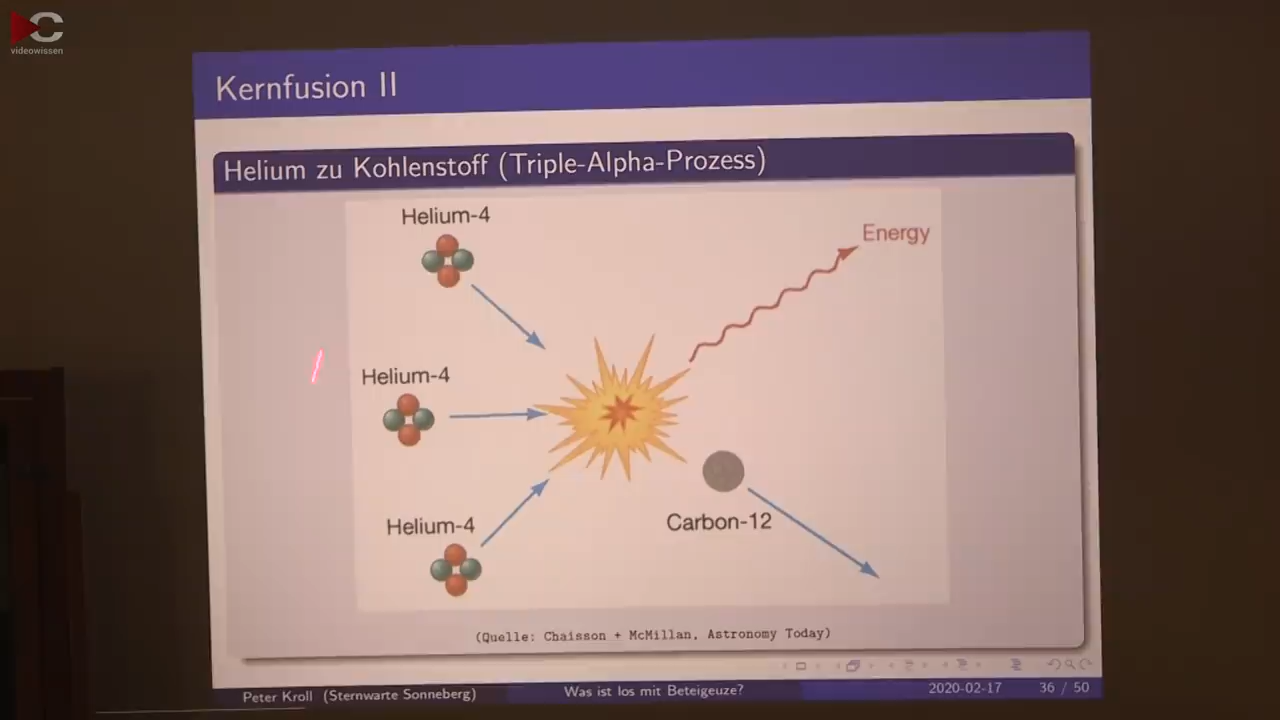 C
videowissen
Kernfusion II
Helium zu Kohlenstoff (Triple-Alpha-Prozess)
Helium-4
Energy
Helium-4
Helium-4
Carbon-12
(Quelle: Chaisson + McMillan, Astronomy Today)
Peter Kroll (Sternwarte Sonneberg) Was ist los mit Beteigeuze? 2020-02-17 36 / 50